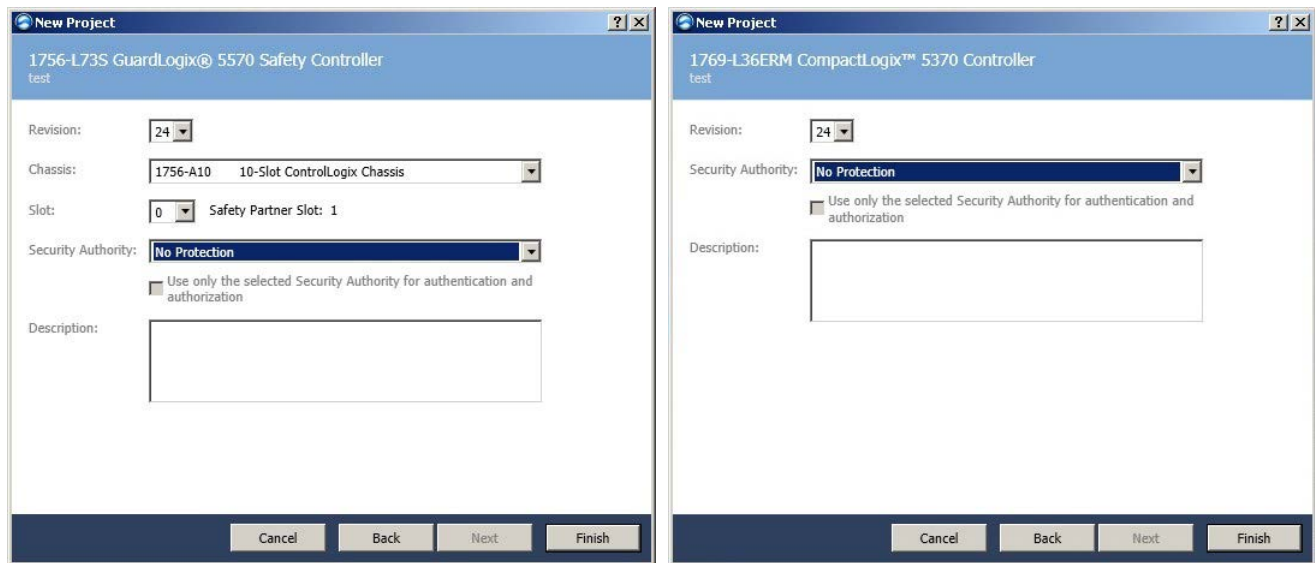 New Project
1756-L73S GuardLogix® 5570 Safety Controller
test
Revision:
24
Chassis:
1756-A10 10-Slot ControlLogix Chassis
Slot:
0
Safety Partner Slot: 1
Security Authority:
No Protection
Use only the selected Security Authority for authentication and
authorization
Description:
Cancel
Back
Next
Finish
New Project
1769-L36ERM CompactLogix™ 5370 Controller
test
Revision:
24
Security Authority:
No Protection
Use only the selected Security Authority for authentication and
authorization
Description:
Cancel
Back
Next
Finish